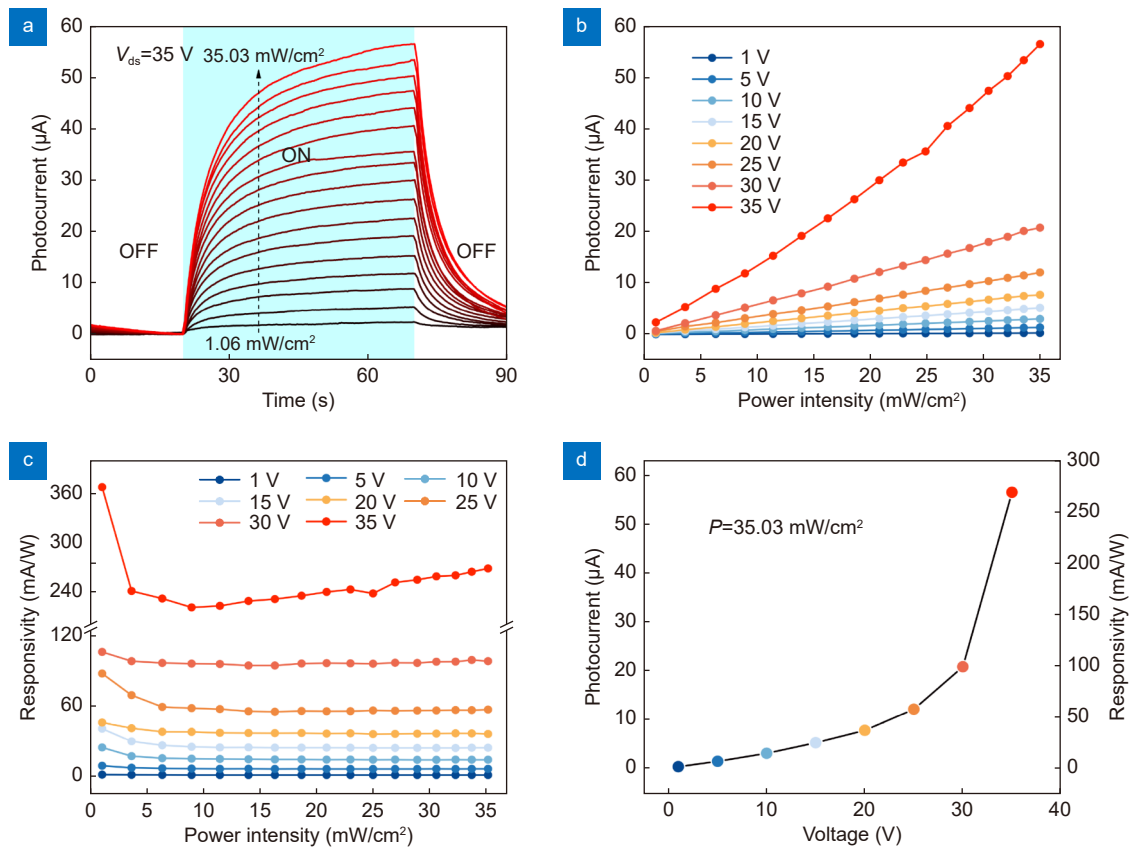 a
V_ds=35 V
35.03 mW/cm²
ON
OFF
OFF
1.06 mW/cm²
60
50
40
30
20
10
0
Photocurrent (μA)
0
30
60
90
Time (s)
b
1 V
5 V
10 V
15 V
20 V
25 V
30 V
35 V
60
50
40
30
20
10
0
Photocurrent (μA)
0
5
10
15
20
25
30
35
Power intensity (mW/cm²)
c
1 V
5 V
10 V
15 V
20 V
25 V
30 V
35 V
360
300
240
120
60
0
Responsivity (mA/W)
0
5
10
15
20
25
30
35
Power intensity (mW/cm²)
d
P=35.03 mW/cm²
60
50
40
30
20
10
0
Photocurrent (μA)
300
250
200
150
100
50
0
Responsivity (mA/W)
0
10
20
30
40
Voltage (V)